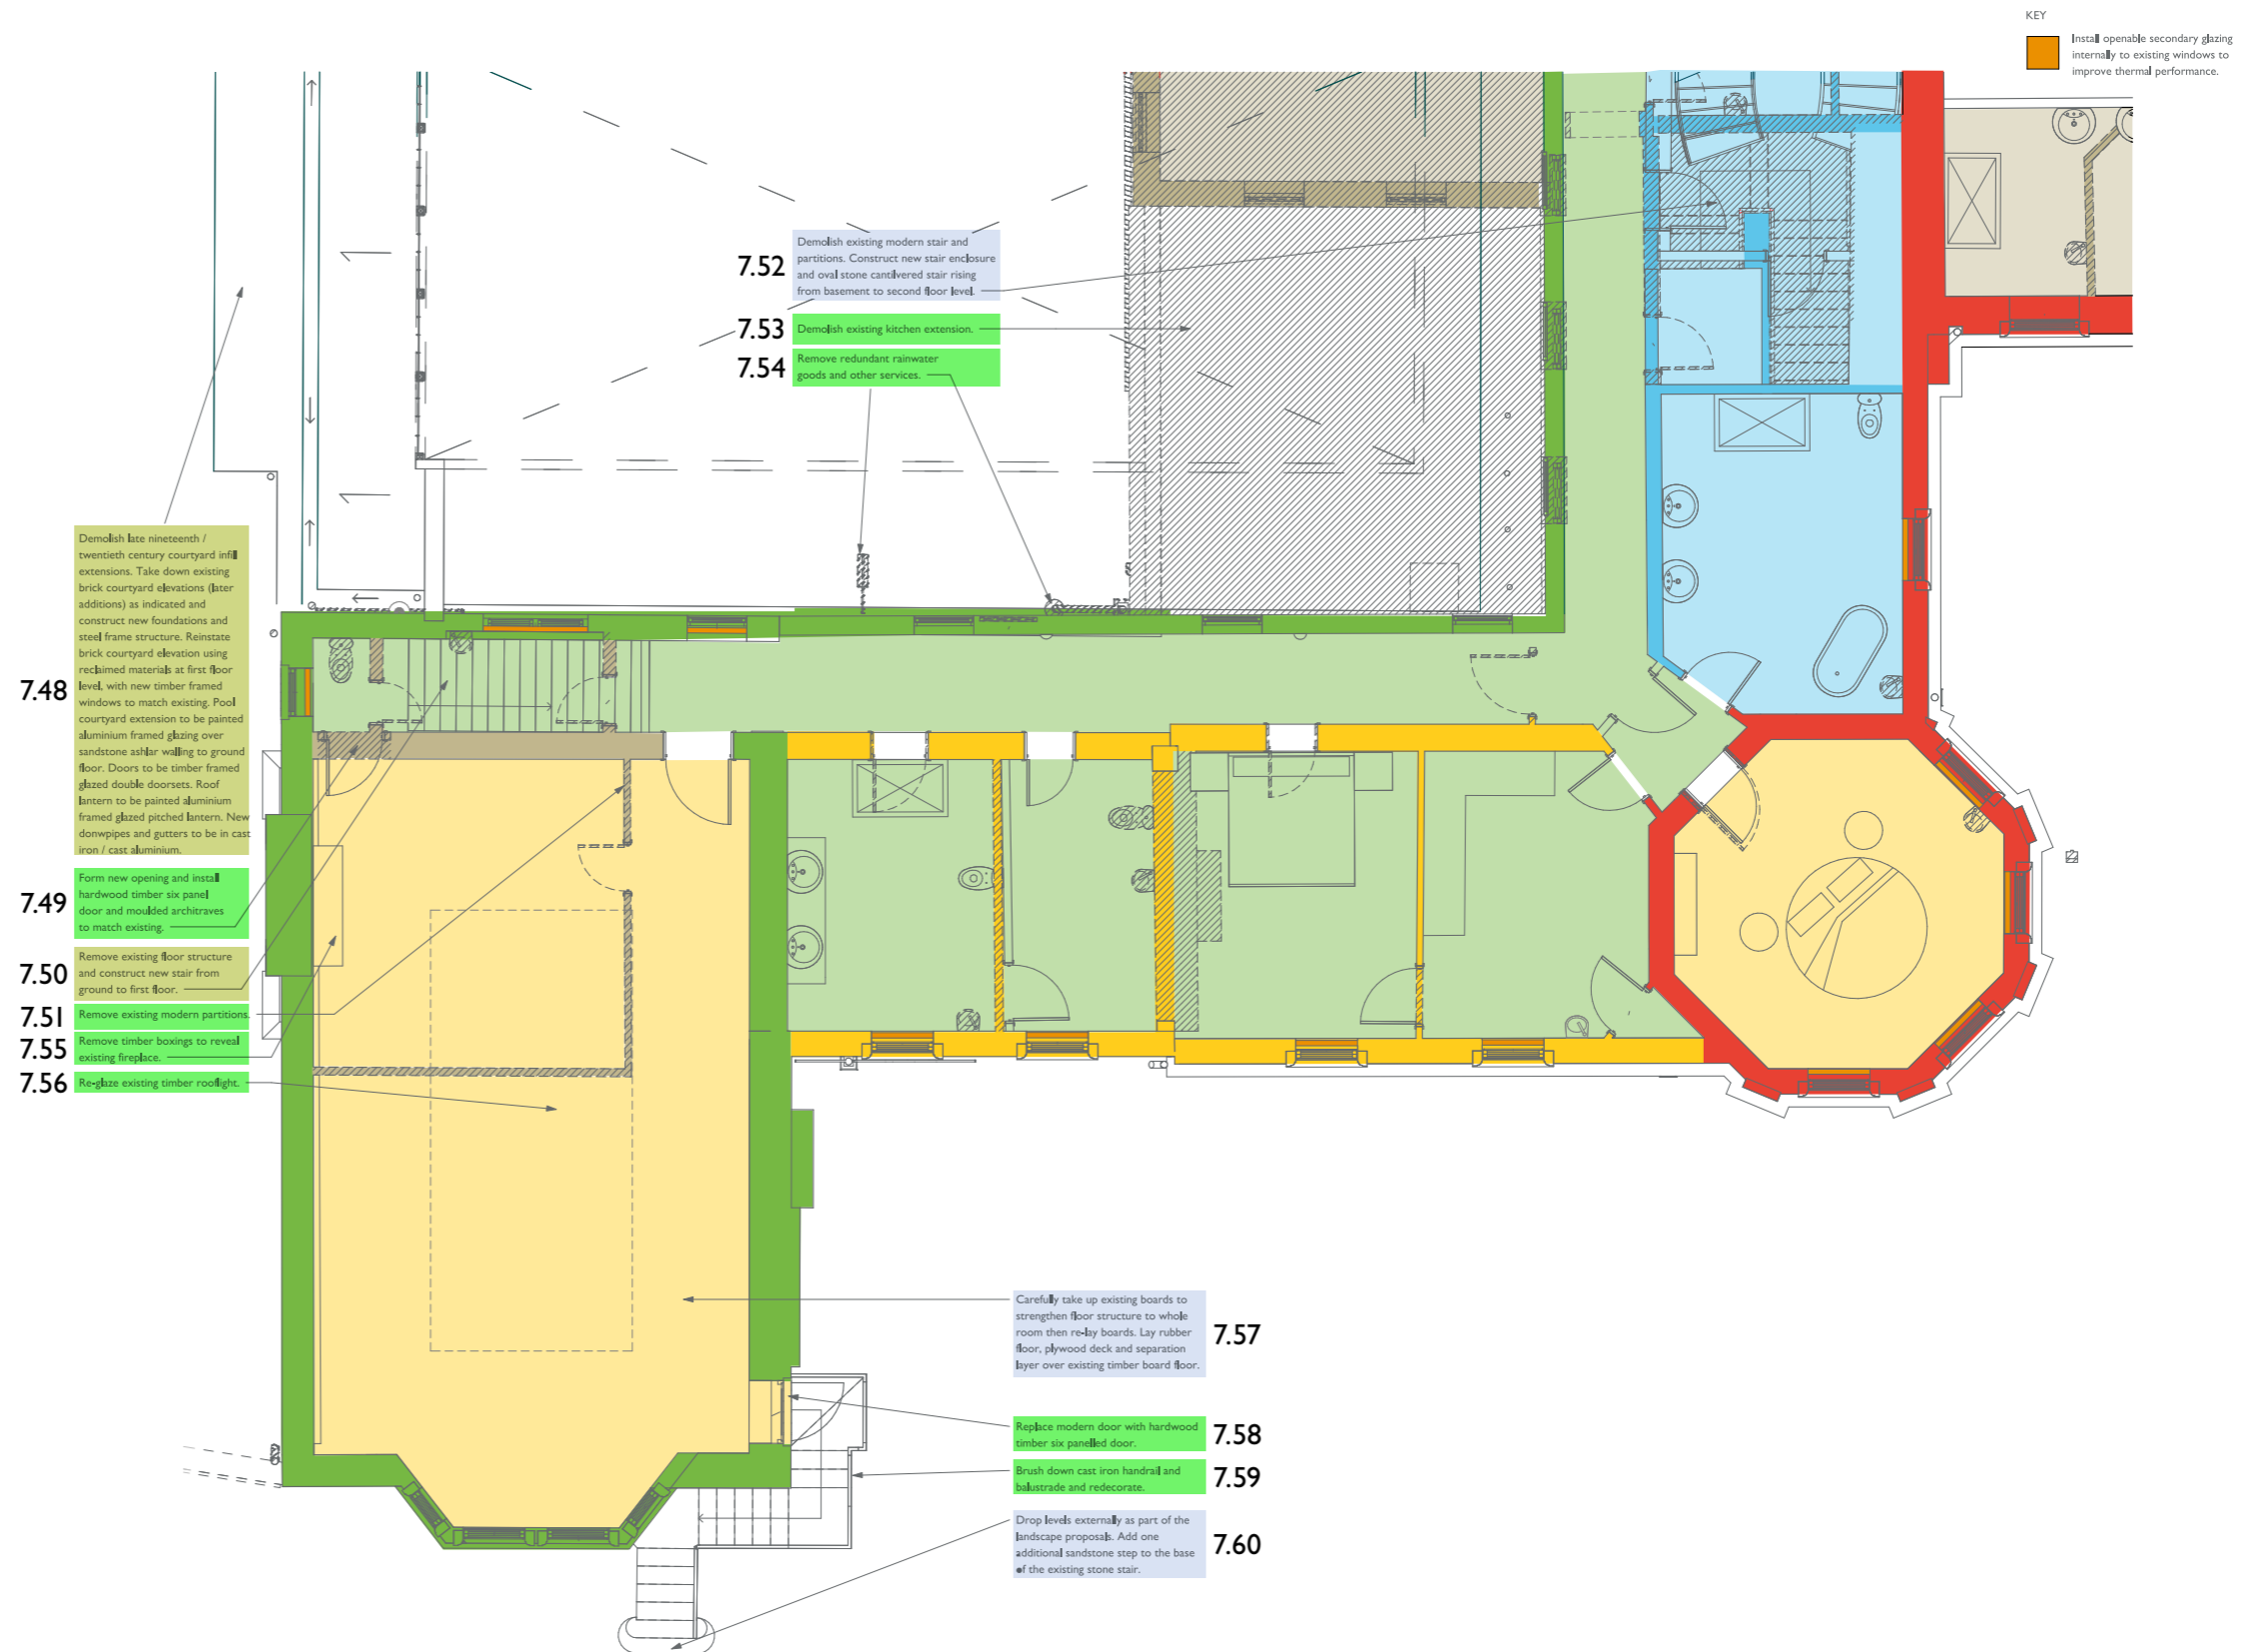 KEY
Install openable secondary glazing
internally to existing windows to
improve thermal performance.
7.52
Demolish existing modern stair and
partitions. Construct new stair enclosure
and oval stone cantilvered stair rising
from basement to second floor level.
7.53
Demolish existing kitchen extension.
7.54
Remove redundant rainwater
goods and other services.
7.48
Demolish late nineteenth /
twentieth century courtyard infill
extensions. Take down existing
brick courtyard elevations (later
additions) as indicated and
construct new foundations and
steel frame structure. Reinstate
brick courtyard elevation using
reclaimed materials at first floor
level, with new timber framed
windows to match existing. Pool
courtyard extension to be painted
aluminium framed glazing over
sandstone ashlar walling to ground
floor. Doors to be timber framed
glazed double doorsets. Roof
lantern to be painted aluminium
framed glazed pitched lantern. New
donwpipes and gutters to be in cast
iron / cast aluminium.
7.49
Form new opening and install
hardwood timber six panel
door and moulded architraves
to match existing.
7.50
Remove existing floor structure
and construct new stair from
ground to first floor.
7.51
Remove existing modern partitions.
7.55
Remove timber boxings to reveal
existing fireplace.
7.56
Re-glaze existing timber rooflight.
Carefully take up existing boards to
strengthen floor structure to whole
room then re-lay boards. Lay rubber
floor, plywood deck and separation
layer over existing timber board floor.
7.57
Replace modern door with hardwood
timber six panelled door.
7.58
Brush down cast iron handrail and
balustrade and redecorate.
7.59
Drop levels externally as part of the
landscape proposals. Add one
additional sandstone step to the base
of the existing stone stair.
7.60